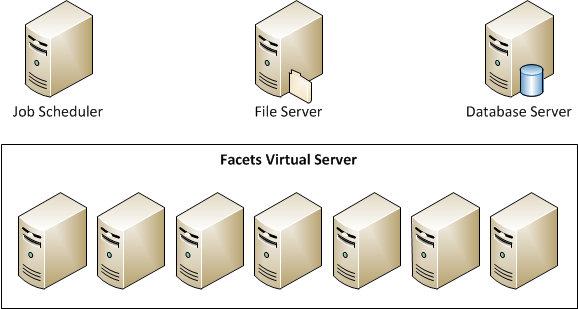 Job Scheduler
File Server
Database Server
Facets Virtual Server